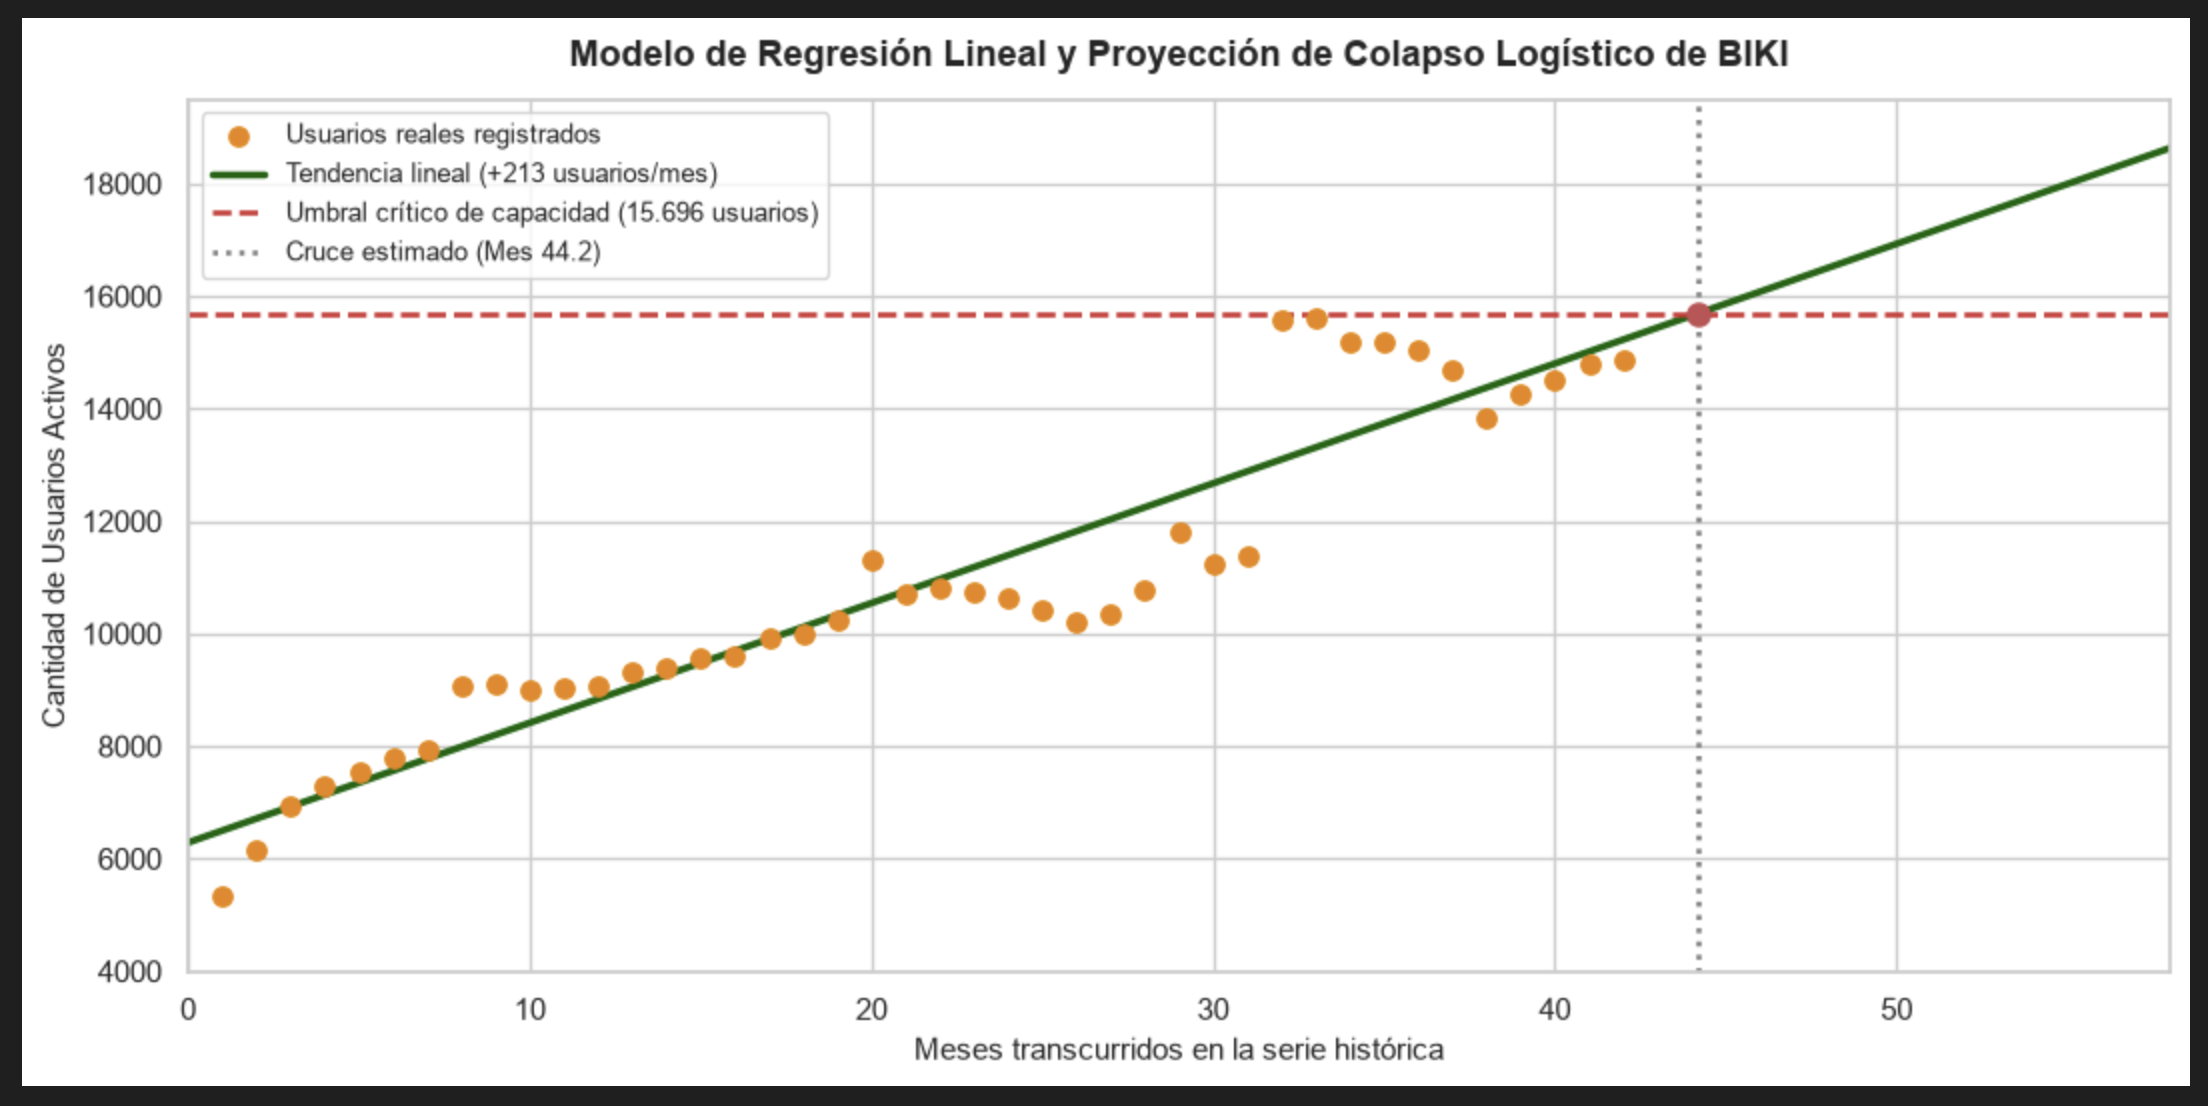 Modelo de Regresión Lineal y Proyección de Colapso Logístico de BIKI
Usuarios reales registrados
Tendencia lineal (+213 usuarios/mes)
Umbral crítico de capacidad (15.696 usuarios)
Cruce estimado (Mes 44.2)
Cantidad de Usuarios Activos
18000
16000
14000
12000
10000
8000
6000
4000
0 10 20 30 40 50
Meses transcurridos en la serie histórica